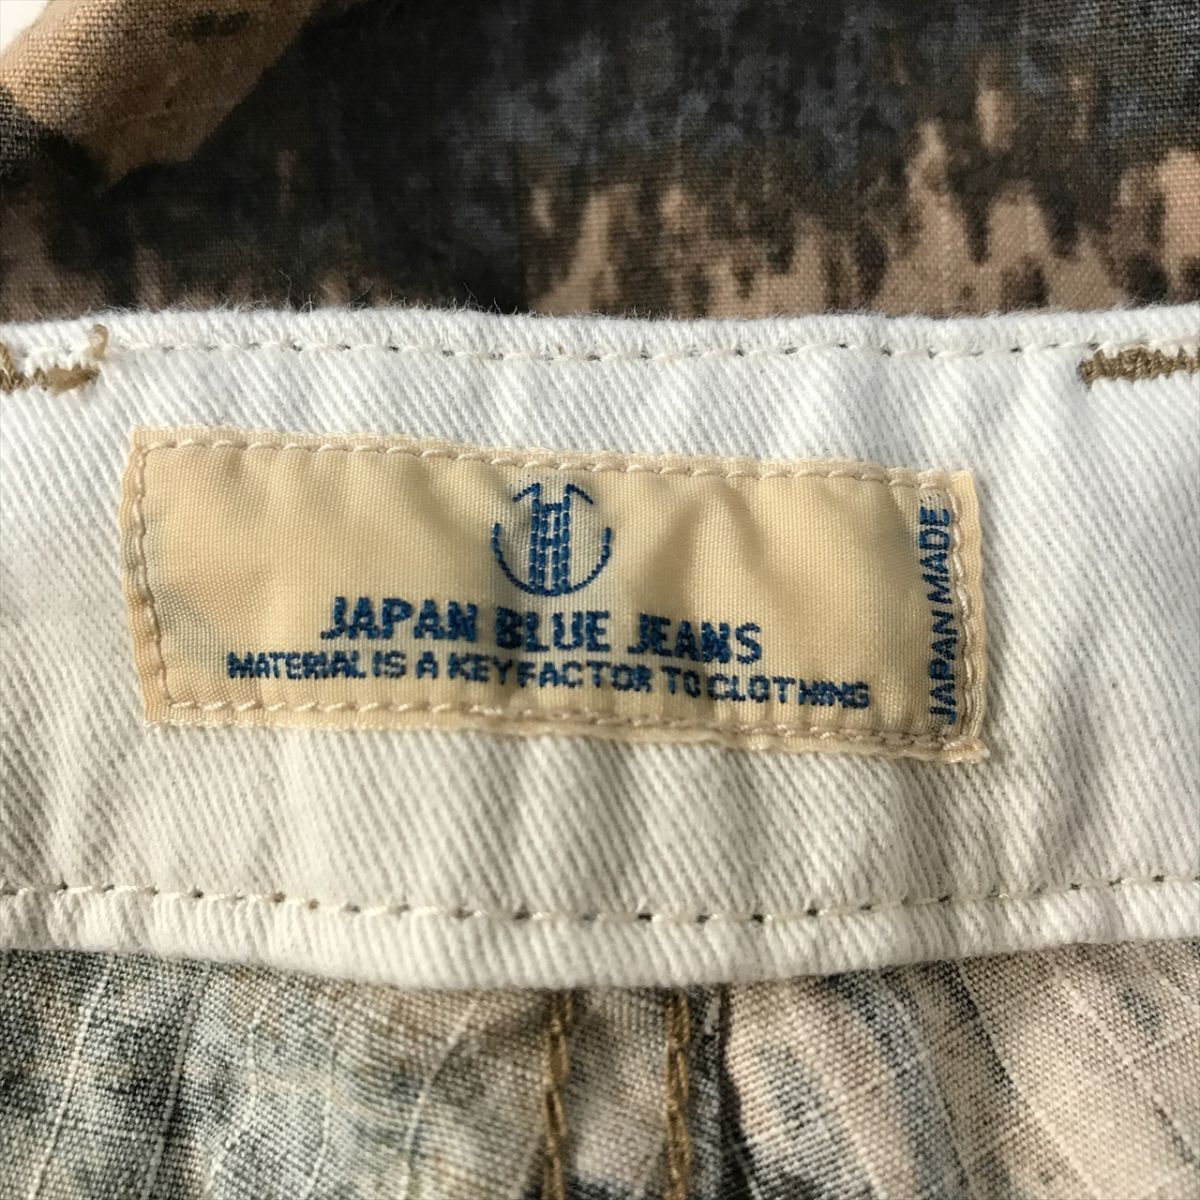 JAPAN BLUE JEANS
MATERIAL IS A KEY FACTOR TO CLOTHING
JAPAN MADE